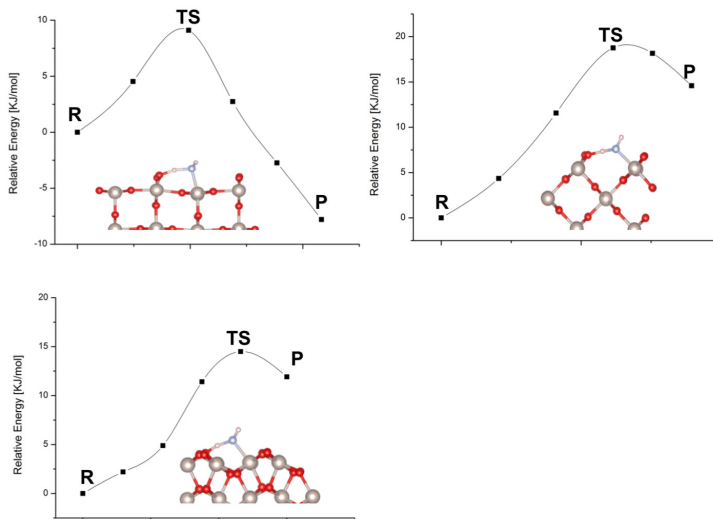 10
5
0
-5
-10
Relative Energy [KJ/mol]
R
TS
P
20
15
10
5
0
Relative Energy [KJ/mol]
R
TS
P
20
15
10
5
0
Relative Energy [KJ/mol]
R
TS
P